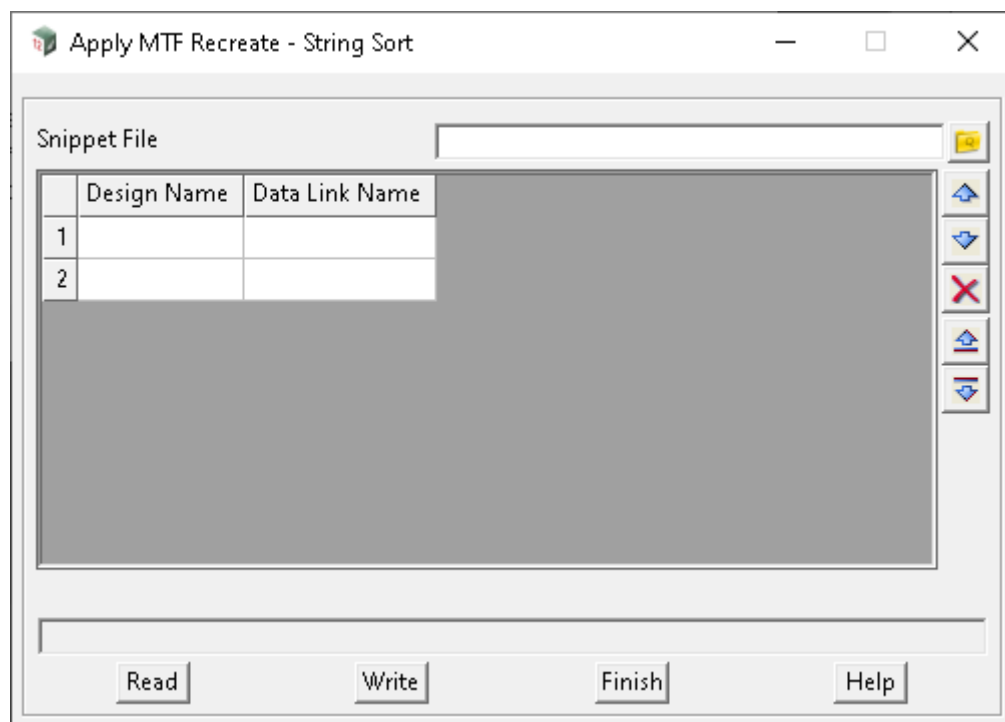 Apply MTF Recreate - String Sort
Snippet File
Design Name Data Link Name
1
2
Read Write Finish Help